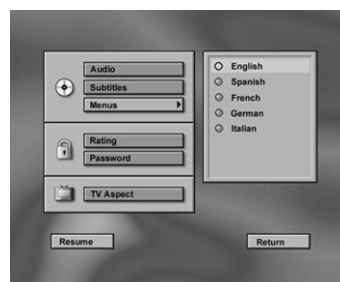 Audio
Subtitles
Menus
Rating
Password
TV Aspect
English
Spanish
French
German
Italian
Resume
Return